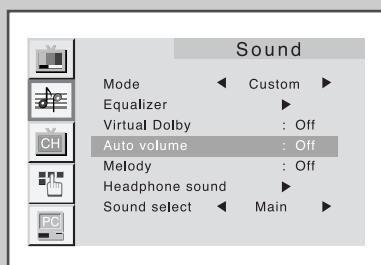 Sound
Mode ◀ Custom ▶
Equalizer ▶
Virtual Dolby : Off
Auto volume : Off
Melody : Off
Headphone sound ▶
Sound select ◀ Main ▶
CH
PC